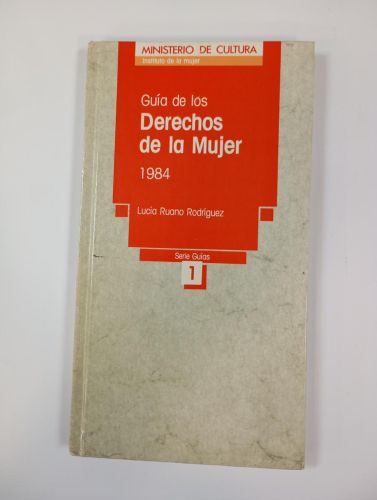 MINISTERIO DE CULTURA
Instituto de la mujer
Guía de los
Derechos
de la Mujer
1984
Lucía Ruano Rodríguez
Serie Guías
1